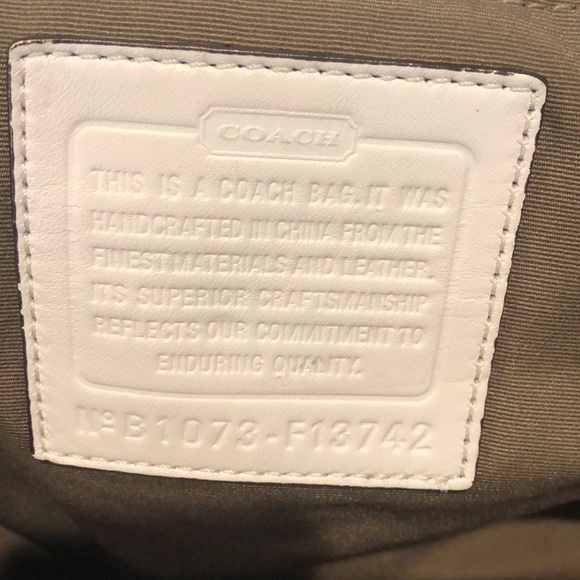 COACH
THIS IS A COACH BAG. IT WAS
HANDCRAFTED IN CHINA FROM THE
FINEST MATERIALS AND LEATHER.
ITS SUPERIOR CRAFTSMANSHIP
REFLECTS OUR COMMITMENT TO
ENDURING QUALITY.
Nº B1073-F13742